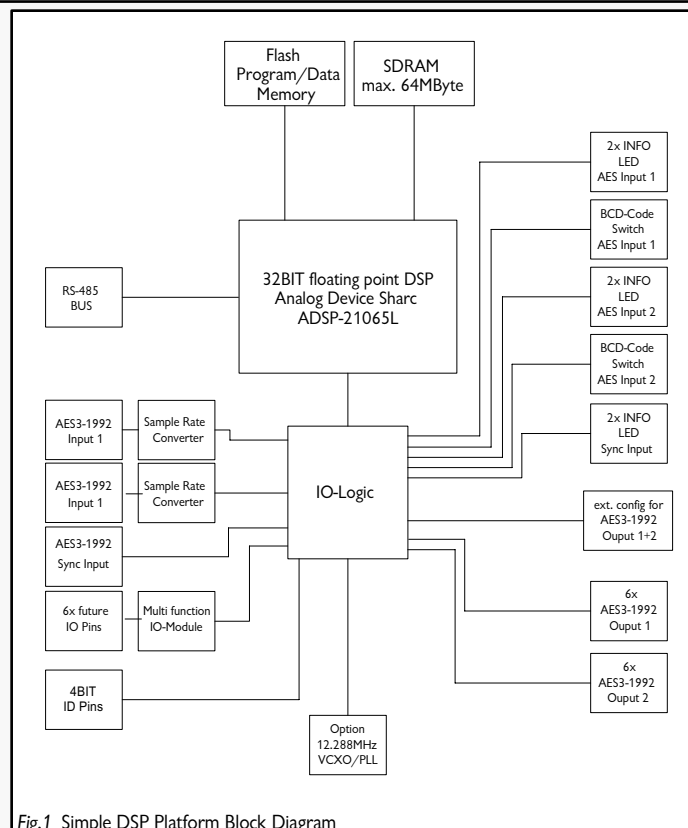 Flash
Program/Data
Memory
SDRAM
max. 64MByte
32BIT floating point DSP
Analog Device Sharc
ADSP-21065L
RS-485
BUS
2x INFO
LED
AES Input 1
BCD-Code
Switch
AES Input 1
2x INFO
LED
AES Input 2
BCD-Code
Switch
AES Input 2
2x INFO
LED
Sync Input
AES3-1992
Input 1
Sample Rate
Converter
AES3-1992
Input 1
Sample Rate
Converter
AES3-1992
Sync Input
6x future
IO Pins
Multi function
IO-Module
4BIT
ID Pins
IO-Logic
ext. config for
AES3-1992
Ouput 1+2
6x
AES3-1992
Ouput 1
6x
AES3-1992
Ouput 2
Option
12.288MHz
VCXO/PLL
Fig.1 Simple DSP Platform Block Diagram